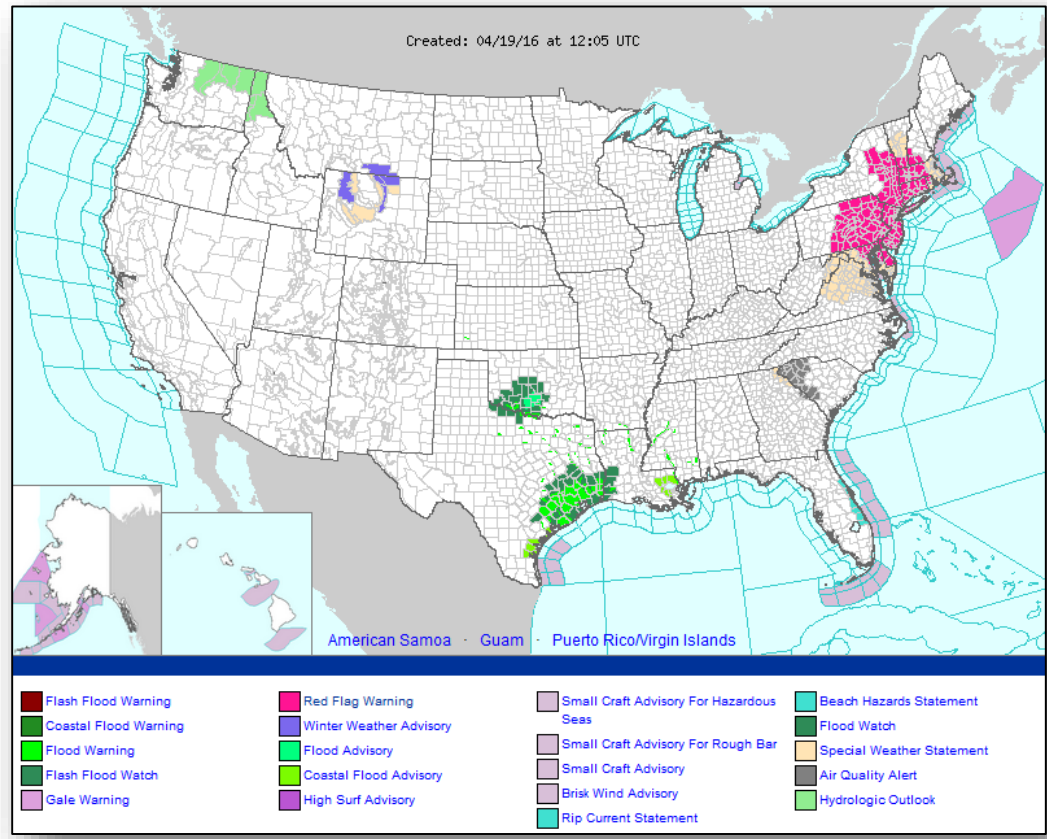 Created: 04/19/16 at 12:05 UTC
American Samoa · Guam · Puerto Rico/Virgin Islands
Flash Flood Warning
Coastal Flood Warning
Flood Warning
Flash Flood Watch
Gale Warning
Red Flag Warning
Winter Weather Advisory
Flood Advisory
Coastal Flood Advisory
High Surf Advisory
Small Craft Advisory For Hazardous
Seas
Small Craft Advisory For Rough Bar
Small Craft Advisory
Brisk Wind Advisory
Rip Current Statement
Beach Hazards Statement
Flood Watch
Special Weather Statement
Air Quality Alert
Hydrologic Outlook